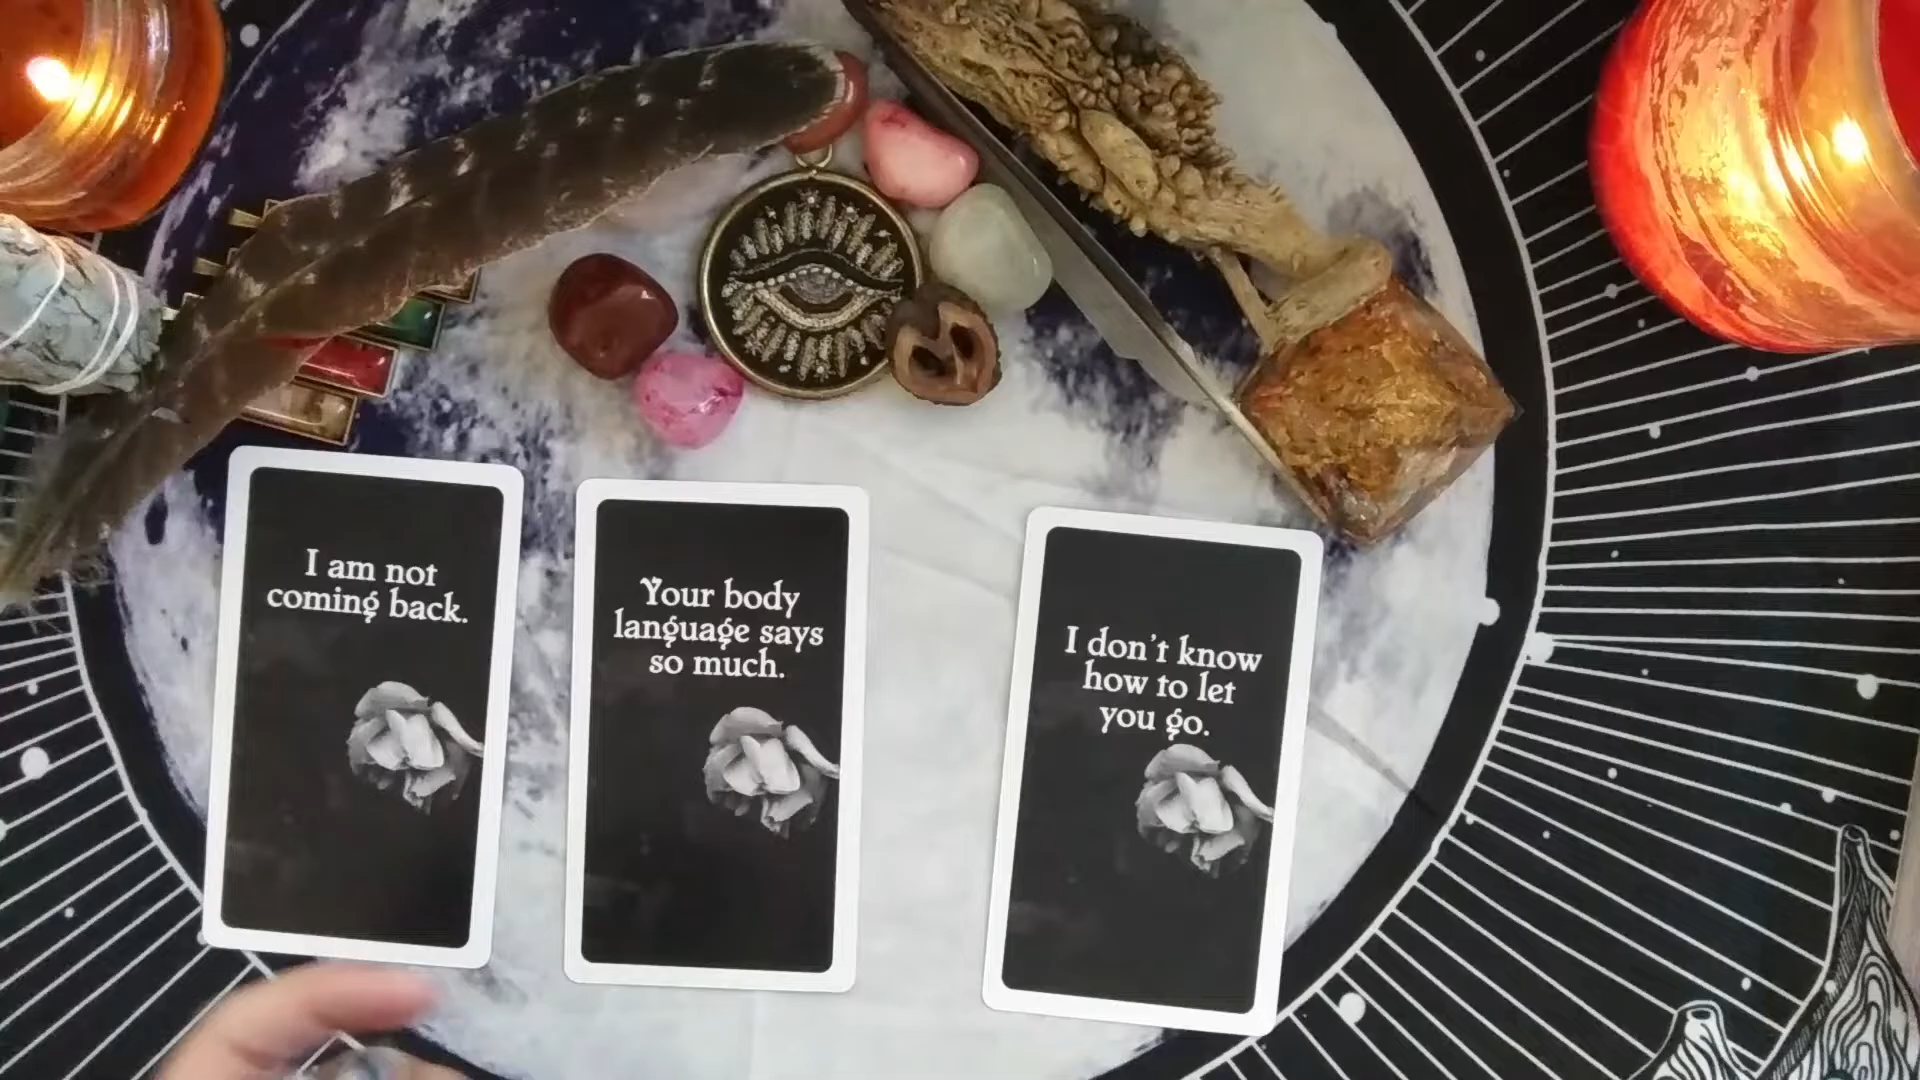 I am not
coming back.
Your body
language says
so much.
I don't know
how to let
you go.